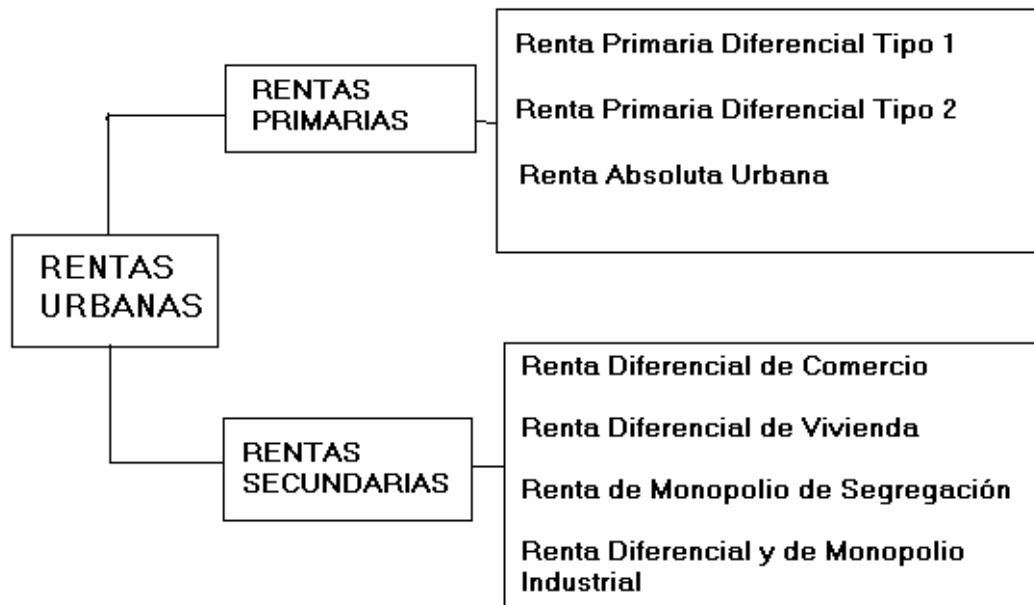 RENTAS
URBANAS
RENTAS
PRIMARIAS
Renta Primaria Diferencial Tipo 1
Renta Primaria Diferencial Tipo 2
Renta Absoluta Urbana
RENTAS
SECUNDARIAS
Renta Diferencial de Comercio
Renta Diferencial de Vivienda
Renta de Monopolio de Segregación
Renta Diferencial y de Monopolio
Industrial